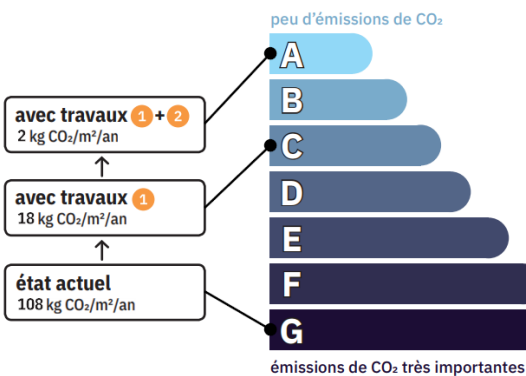 peu d'émissions de CO₂
A
B
avec travaux 1 + 2
2 kg CO₂/m²/an
C
D
avec travaux 1
18 kg CO₂/m²/an
E
état actuel
108 kg CO₂/m²/an
F
G
émissions de CO₂ très importantes